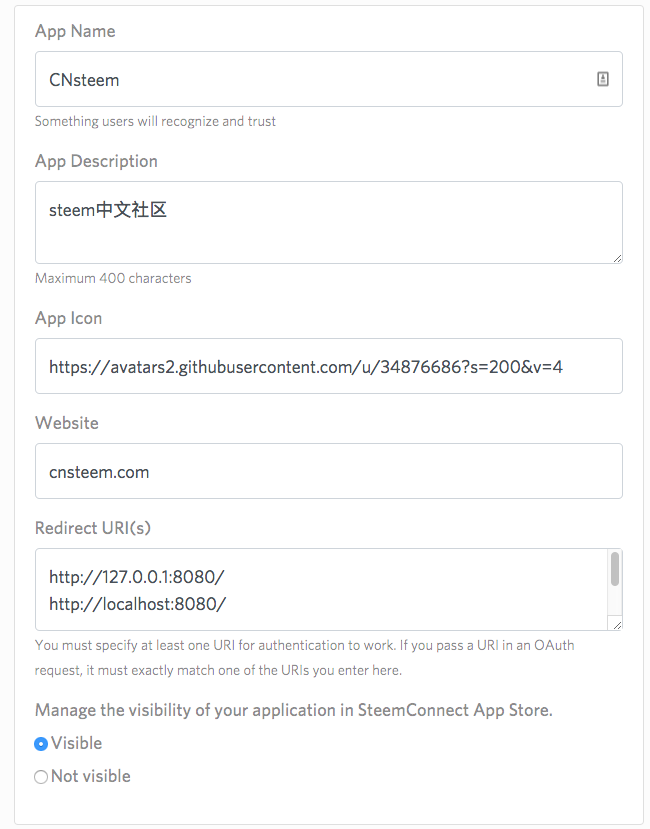 App Name
CNsteem
Something users will recognize and trust
App Description
steem中文社区
Maximum 400 characters
App Icon
https://avatars2.githubusercontent.com/u/34876686?s=200&v=4
Website
cnsteem.com
Redirect URI(s)
http://127.0.0.1:8080/
http://localhost:8080/
You must specify at least one URI for authentication to work. If you pass a URI in an OAuth
request, it must exactly match one of the URIs you enter here.
Manage the visibility of your application in SteemConnect App Store.
Visible
Not visible